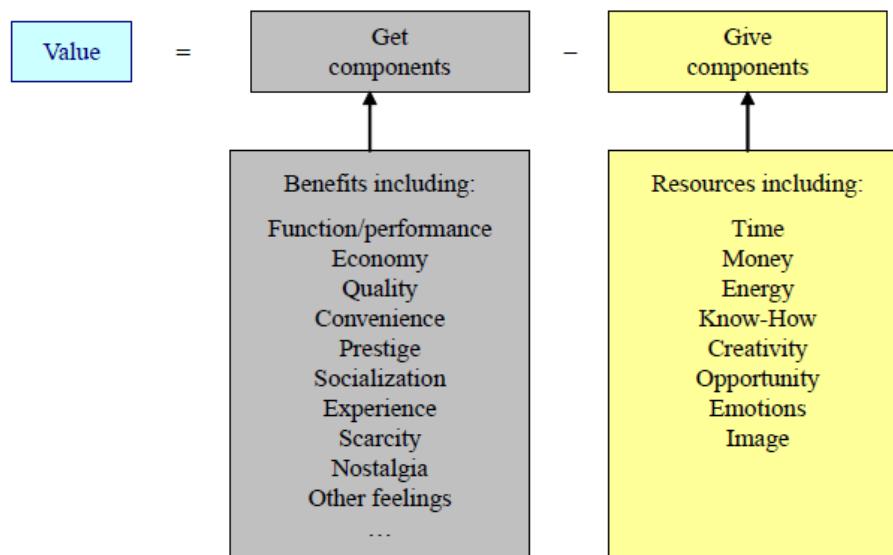 Value
=
Get
components
–
Give
components
Benefits including:
Function/performance
Economy
Quality
Convenience
Prestige
Socialization
Experience
Scarcity
Nostalgia
Other feelings
…
Resources including:
Time
Money
Energy
Know-How
Creativity
Opportunity
Emotions
Image